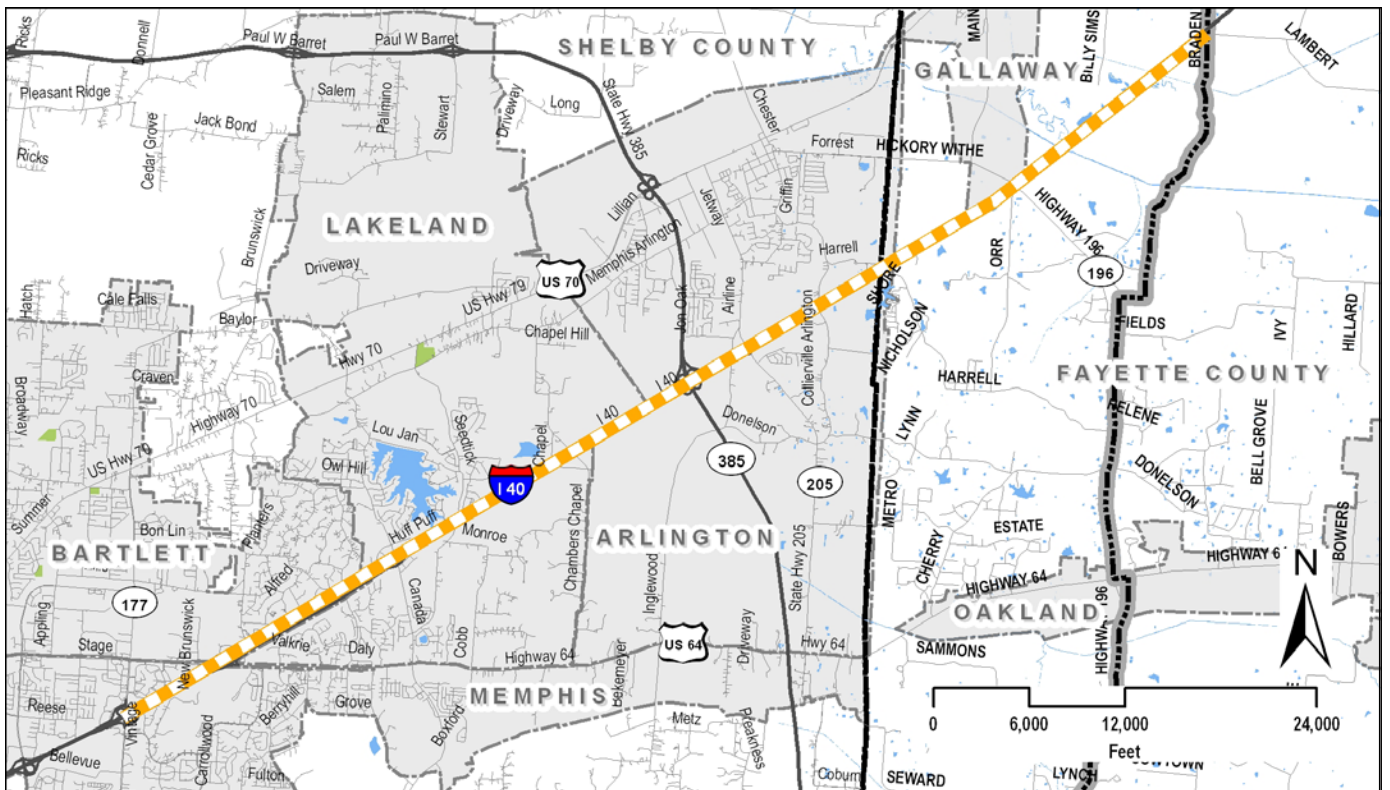 Ricks
Donnell
Paul W Barret
Paul W Barret
SHELBY COUNTY
MAIN
BILLY SIMS
BRADEN
LAMBERT
GALLAWAY
Pleasant Ridge
Salem
Palimino
Stewart
Driveway
Long
State Hwy 385
Chester
Jack Bond
Cedar Grove
Ricks
Forrest
HICKORY WITHE
Lillian
Jetway
Griffin
HIGHWAY 196
LAKELAND
Brunswick
Memphis Arlington
Harrell
ORR
Driveway
US 70
196
SHORE
Hatch
Cale Falls
US Hwy 79
Jon Oak
Airline
Collierville Arlington
Baylor
Chapel Hill
NICHOLSON
FIELDS
IVY
HILLARD
Hwy 70
Craven
I 40
HARRELL
FAYETTE COUNTY
Broadway
Highway 70
I 40
Donelson
LYNN
BELL GROVE
Lou Jan
Seedtick
Chapel
US Hwy 70
Owl Hill
385
DONELSON
I 40
205
METRO
Summer
Planters
Huff Puff
Monroe
Chambers Chapel
ESTATE
BOWERS
Bon Lin
BARTLETT
ARLINGTON
State Hwy 205
CHERRY
HIGHWAY 6
N
Alfred
Inglewood
HIGHWAY 64
177
Canada
OAKLAND
Appling
New Brunswick
Stage
Valkrie
Daly
Cobb
Highway 64
US 64
Driveway
Hwy 64
SAMMONS
Bekemeyer
MEMPHIS
Reese
Vintage
Berryhill
Grove
Boxford
Metz
Preakness
0 6,000 12,000 24,000
Feet
Bellevue
Carrollwood
Fulton
Coburn
SEWARD
LYNCH